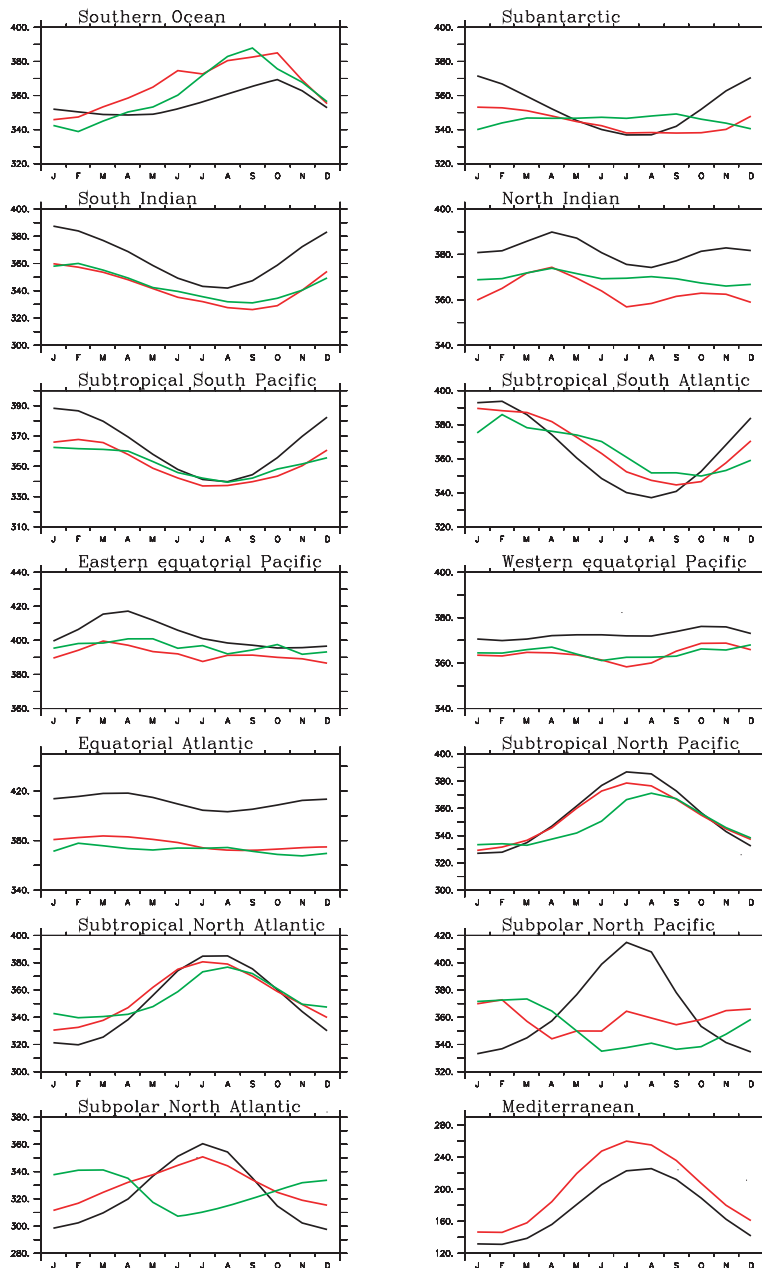 Southern Ocean
400.
380.
360.
340.
320.
J F M A M J J A S O N D
Subantarctic
400.
380.
360.
340.
320.
J F M A M J J A S O N D
South Indian
400.
380.
360.
340.
320.
300.
J F M A M J J A S O N D
North Indian
400.
380.
360.
340.
J F M A M J J A S O N D
Subtropical South Pacific
390.
370.
350.
330.
310.
J F M A M J J A S O N D
Subtropical South Atlantic
400.
380.
360.
340.
320.
J F M A M J J A S O N D
Eastern equatorial Pacific
440.
420.
400.
380.
360.
J F M A M J J A S O N D
Western equatorial Pacific
400.
380.
360.
340.
J F M A M J J A S O N D
Equatorial Atlantic
420.
380.
340.
J F M A M J J A S O N D
Subtropical North Pacific
400.
380.
360.
340.
320.
300.
J F M A M J J A S O N D
Subtropical North Atlantic
400.
380.
360.
340.
320.
300.
J F M A M J J A S O N D
Subpolar North Pacific
420.
400.
380.
360.
340.
320.
J F M A M J J A S O N D
Subpolar North Atlantic
380.
360.
340.
320.
300.
280.
J F M A M J J A S O N D
Mediterranean
280.
240.
200.
160.
120.
J F M A M J J A S O N D